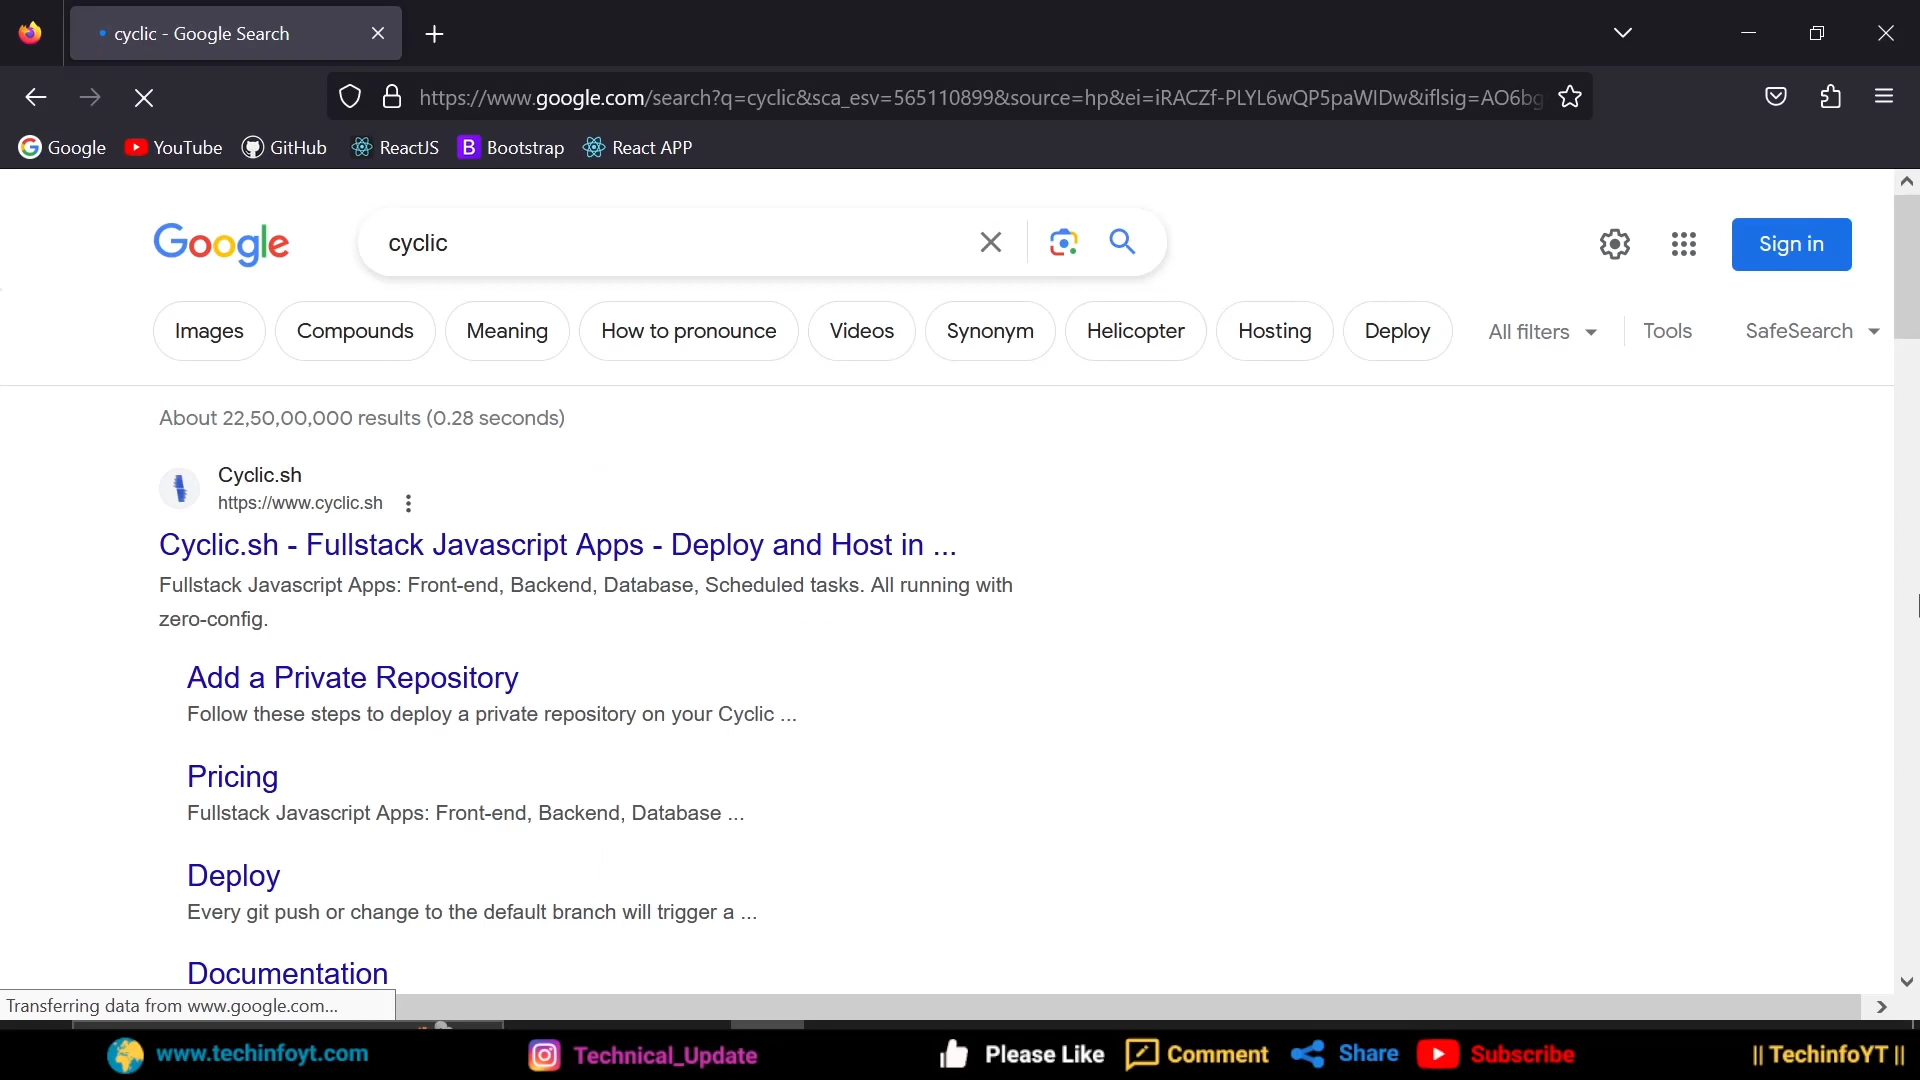 cyclic - Google Search
https://www.google.com/search?q=cyclic&sca_esv=565110899&source=hp&ei=iRACZf-PLYL6wQP5paWIDw&iflsig=AO6bg
Google YouTube GitHub ReactJS B Bootstrap React APP
Google cyclic Sign in
Images Compounds Meaning How to pronounce Videos Synonym Helicopter Hosting Deploy All filters Tools SafeSearch
About 22,50,00,000 results (0.28 seconds)
Cyclic.sh
https://www.cyclic.sh
Cyclic.sh - Fullstack Javascript Apps - Deploy and Host in ...
Fullstack Javascript Apps: Front-end, Backend, Database, Scheduled tasks. All running with
zero-config.
Add a Private Repository
Follow these steps to deploy a private repository on your Cyclic ...
Pricing
Fullstack Javascript Apps: Front-end, Backend, Database ...
Deploy
Every git push or change to the default branch will trigger a ...
Documentation
Transferring data from www.google.com...
www.techinfoyt.com Technical_Update Please Like Comment Share Subscribe || TechinfoYT ||